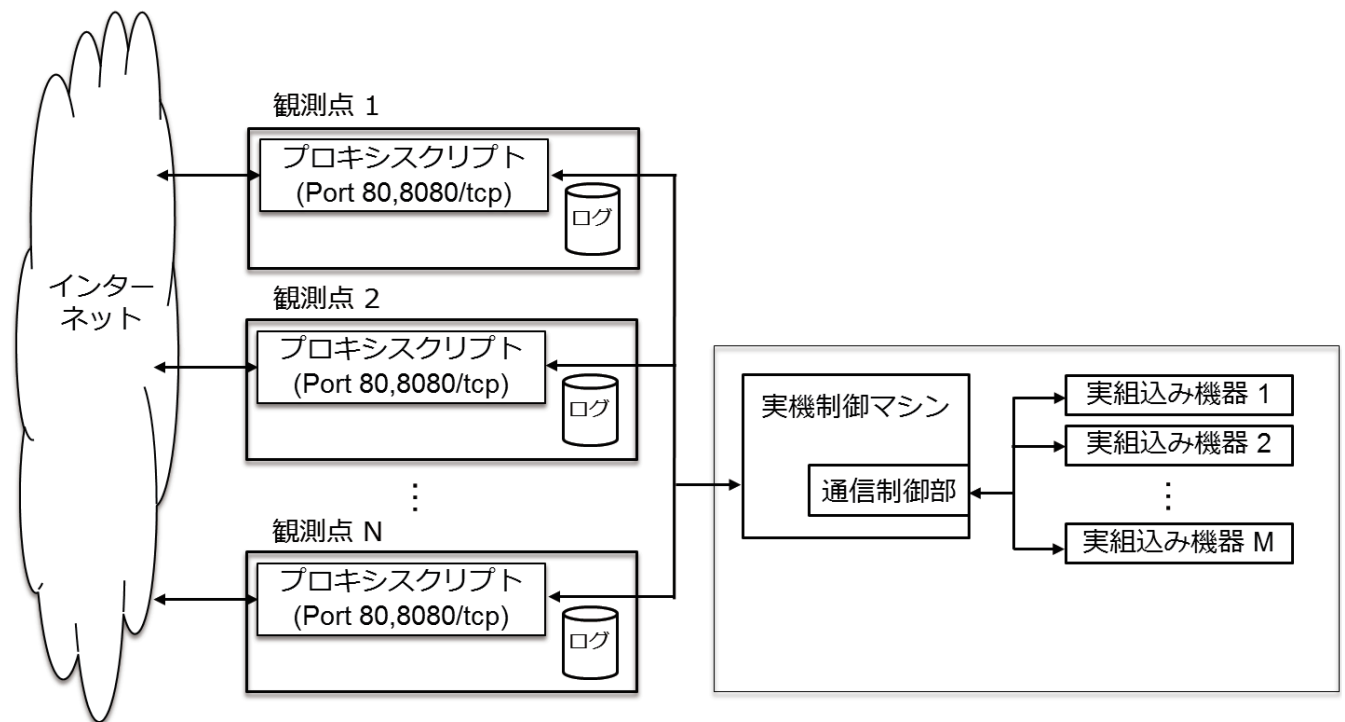 インター
ネット
観測点 1
プロキシスクリプト
(Port 80,8080/tcp)
ログ
観測点 2
プロキシスクリプト
(Port 80,8080/tcp)
ログ
⋮
観測点 N
プロキシスクリプト
(Port 80,8080/tcp)
ログ
実機制御マシン
通信制御部
実組込み機器 1
実組込み機器 2
⋮
実組込み機器 M